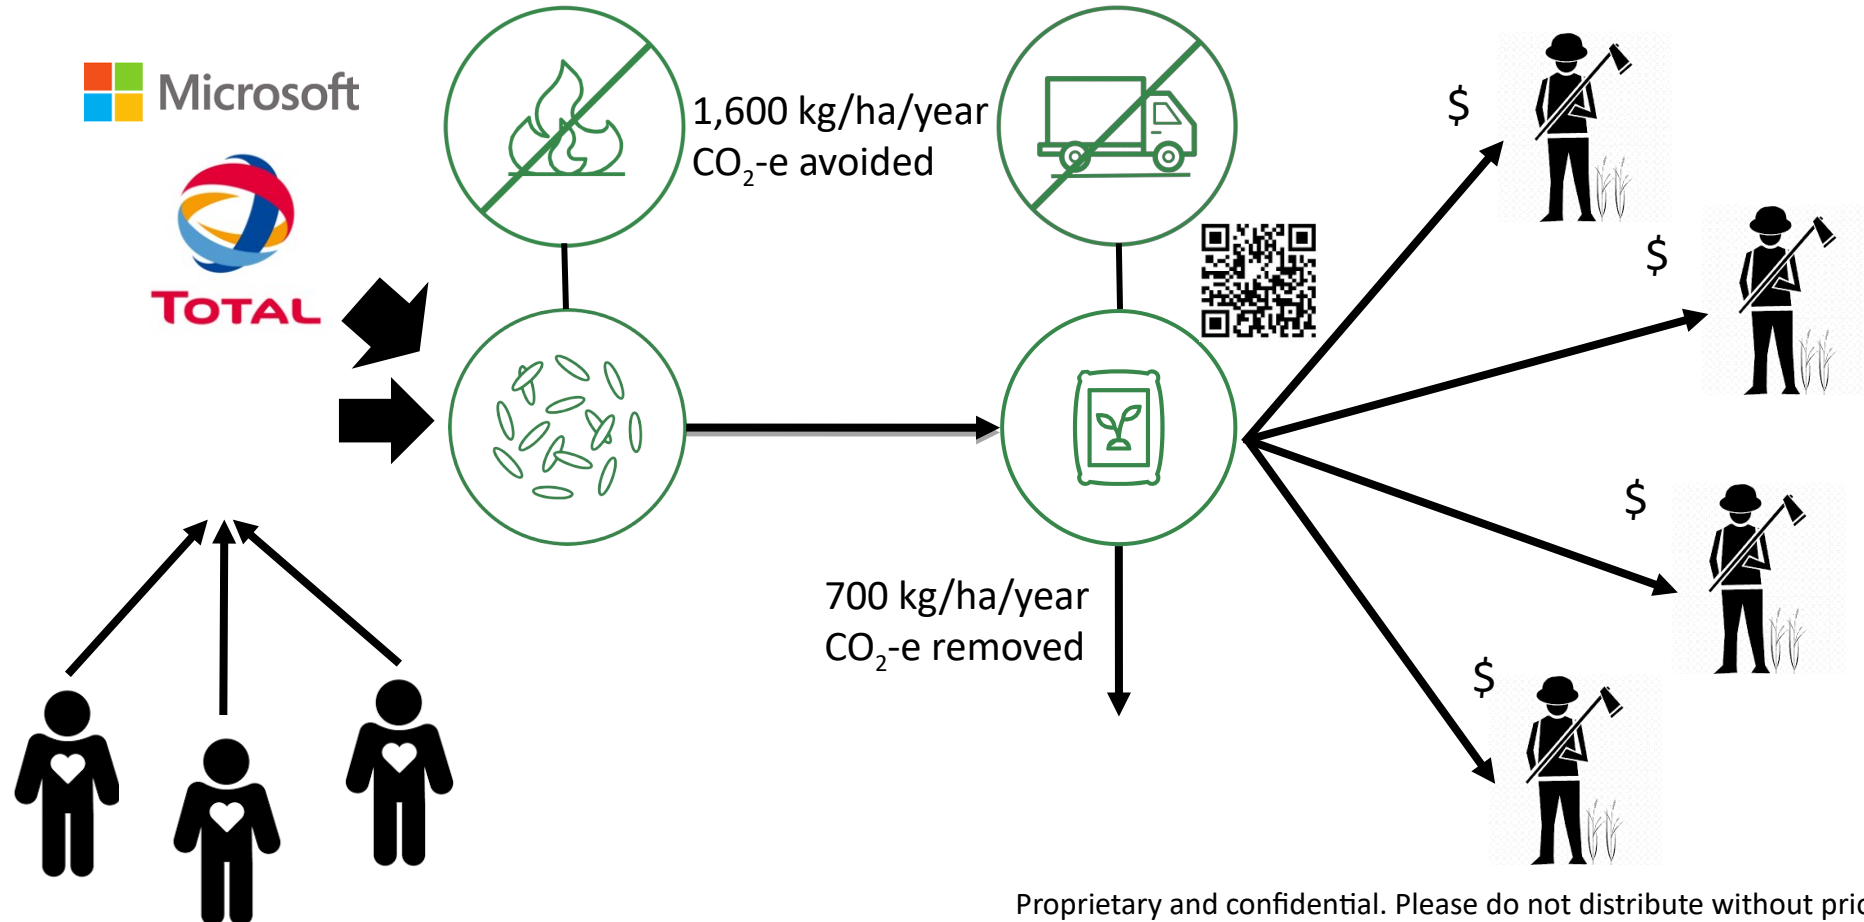 Microsoft
TOTAL
1,600 kg/ha/year
CO₂-e avoided
$
$
$
$
700 kg/ha/year
CO₂-e removed
Proprietary and confidential. Please do not distribute without